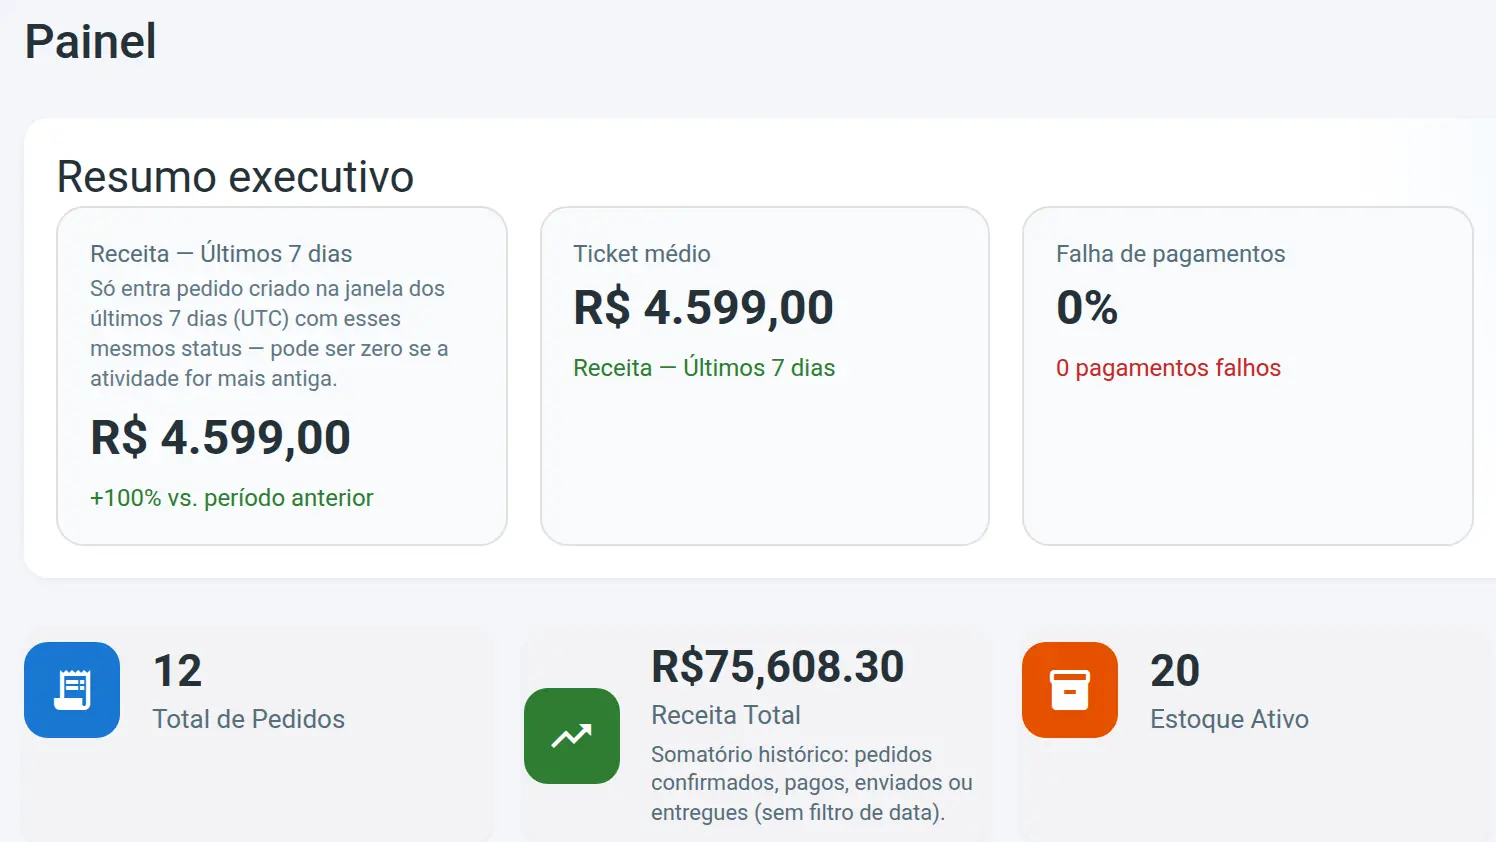 Painel
Resumo executivo
Receita — Últimos 7 dias
Só entra pedido criado na janela dos
últimos 7 dias (UTC) com esses
mesmos status — pode ser zero se a
atividade for mais antiga.
R$ 4.599,00
+100% vs. período anterior
Ticket médio
R$ 4.599,00
Receita — Últimos 7 dias
Falha de pagamentos
0%
0 pagamentos falhos
12
Total de Pedidos
R$75,608.30
Receita Total
Somatório histórico: pedidos
confirmados, pagos, enviados ou
entregues (sem filtro de data).
20
Estoque Ativo